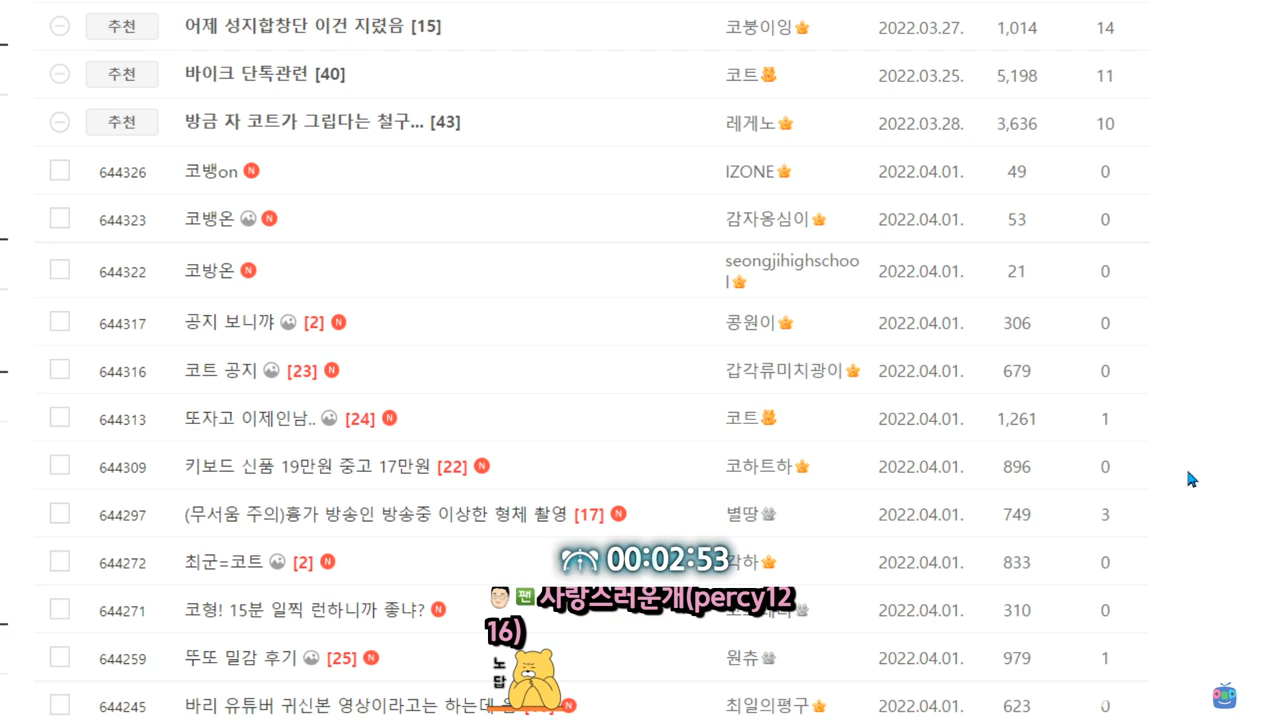 추천 어제 성지합창단 이건 지렸음 [15] 코붕이잉 2022.03.27. 1,014 14
추천 바이크 단톡관련 [40] 코트 2022.03.25. 5,198 11
추천 방금 자 코트가 그립다는 철구... [43] 레게노 2022.03.28. 3,636 10
644326 코뱅on N IZONE 2022.04.01. 49 0
644323 코뱅온 N 감자옹심이 2022.04.01. 53 0
644322 코방온 N seongjihighschoo
l 2022.04.01. 21 0
644317 공지 보니꺄 [2] N 콩원이 2022.04.01. 306 0
644316 코트 공지 [23] N 갑각류미치광이 2022.04.01. 679 0
644313 또자고 이제인남.. [24] N 코트 2022.04.01. 1,261 1
644309 키보드 신품 19만원 중고 17만원 [22] N 코하트하 2022.04.01. 896 0
644297 (무서움 주의)흉가 방송인 방송중 이상한 형체 촬영 [17] N 별땅 2022.04.01. 749 3
00:02:53
644272 최군=코트 [2] N 각하 2022.04.01. 833 0
팬 사랑스러운개(percy12
16)
644271 코형! 15분 일찍 런하니까 좋냐? N 2022.04.01. 310 0
노
답
644259 뚜또 밀감 후기 [25] N 원츄 2022.04.01. 979 1
644245 바리 유튜버 귀신본 영상이라고는 하는데 N 최일의평구 2022.04.01. 623 0